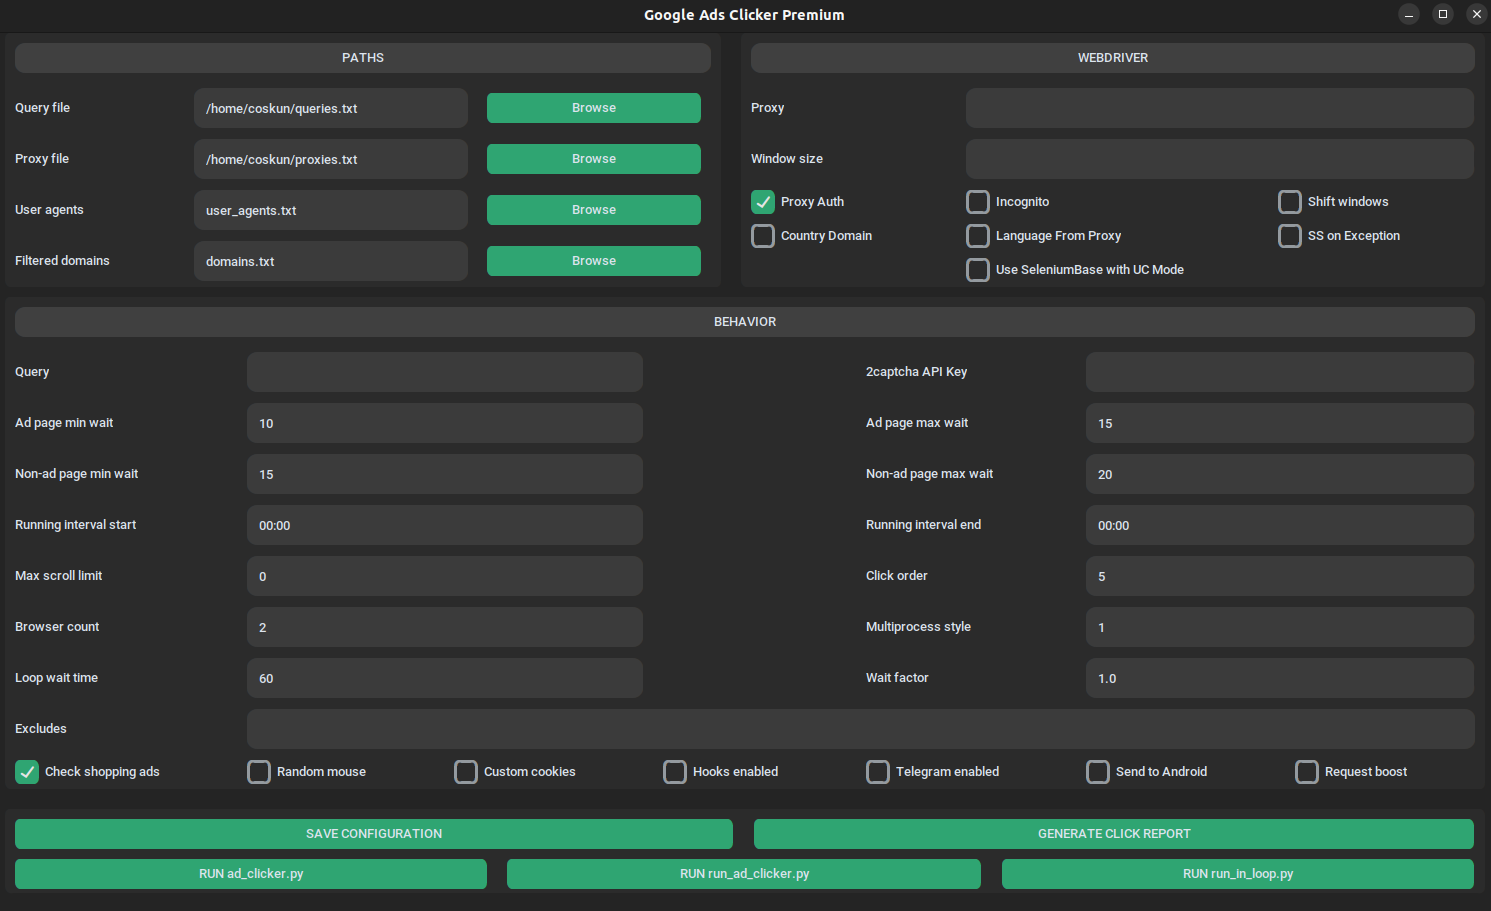 Google Ads Clicker Premium
PATHS
Query file
/home/coskun/queries.txt
Browse
Proxy file
/home/coskun/proxies.txt
Browse
User agents
user_agents.txt
Browse
Filtered domains
domains.txt
Browse
WEBDRIVER
Proxy
Window size
Proxy Auth
Incognito
Shift windows
Country Domain
Language From Proxy
SS on Exception
Use SeleniumBase with UC Mode
BEHAVIOR
Query
2captcha API Key
Ad page min wait
10
Ad page max wait
15
Non-ad page min wait
15
Non-ad page max wait
20
Running interval start
00:00
Running interval end
00:00
Max scroll limit
0
Click order
5
Browser count
2
Multiprocess style
1
Loop wait time
60
Wait factor
1.0
Excludes
Check shopping ads
Random mouse
Custom cookies
Hooks enabled
Telegram enabled
Send to Android
Request boost
SAVE CONFIGURATION
GENERATE CLICK REPORT
RUN ad_clicker.py
RUN run_ad_clicker.py
RUN run_in_loop.py